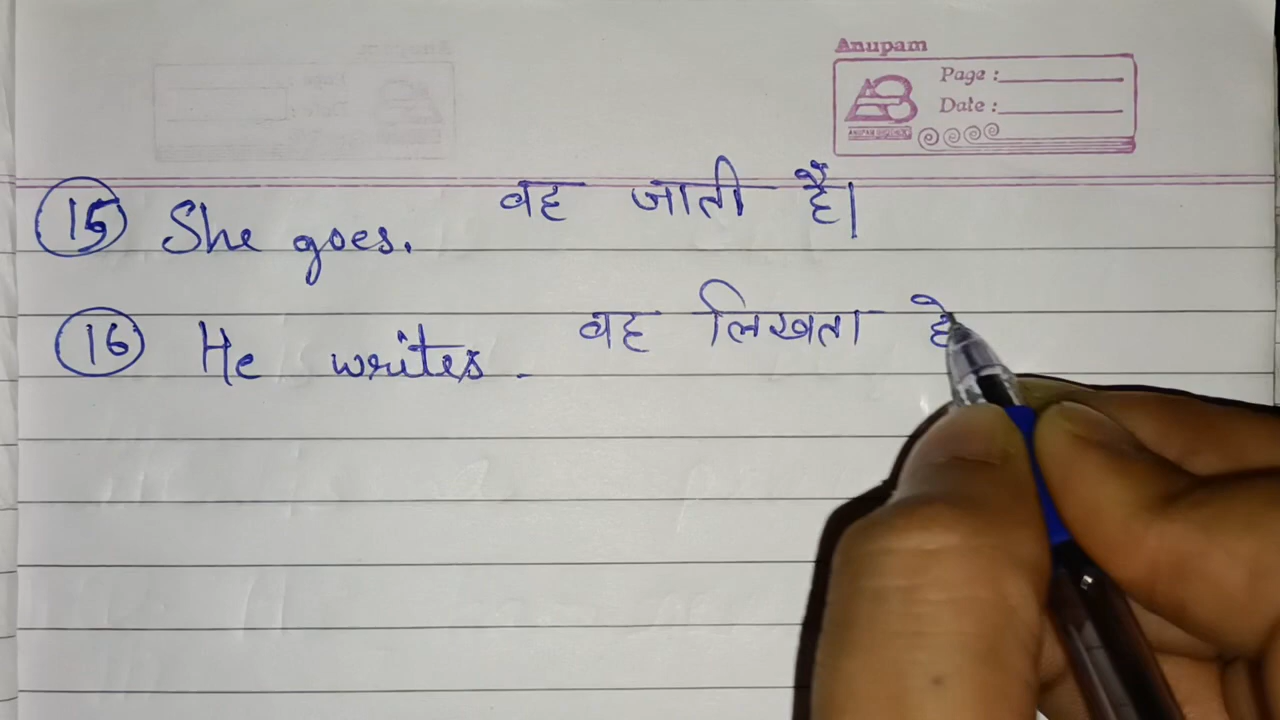 Anupam
Page :
Date :
15 She goes. वह जाती हैं।
16 He writes. वह लिखता हे